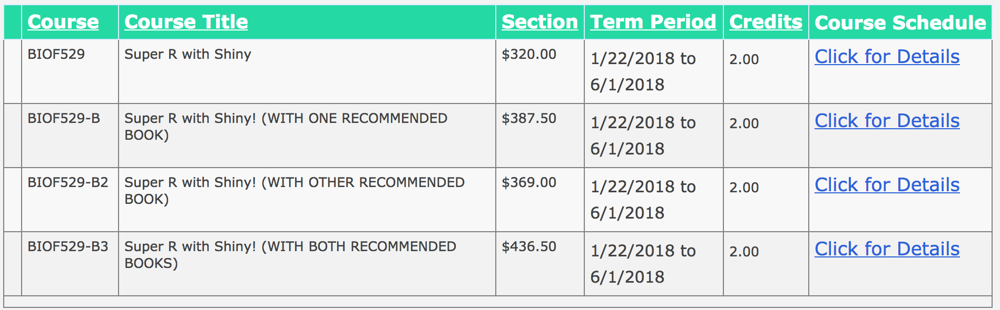 Course Course Title Section Term Period Credits Course Schedule
BIOF529 Super R with Shiny $320.00 1/22/2018 to 2.00 Click for Details
6/1/2018
BIOF529-B Super R with Shiny! (WITH ONE RECOMMENDED $387.50 1/22/2018 to 2.00 Click for Details
BOOK)
6/1/2018
BIOF529-B2 Super R with Shiny! (WITH OTHER RECOMMENDED $369.00 1/22/2018 to 2.00 Click for Details
BOOK)
6/1/2018
BIOF529-B3 Super R with Shiny! (WITH BOTH RECOMMENDED $436.50 1/22/2018 to 2.00 Click for Details
BOOKS)
6/1/2018